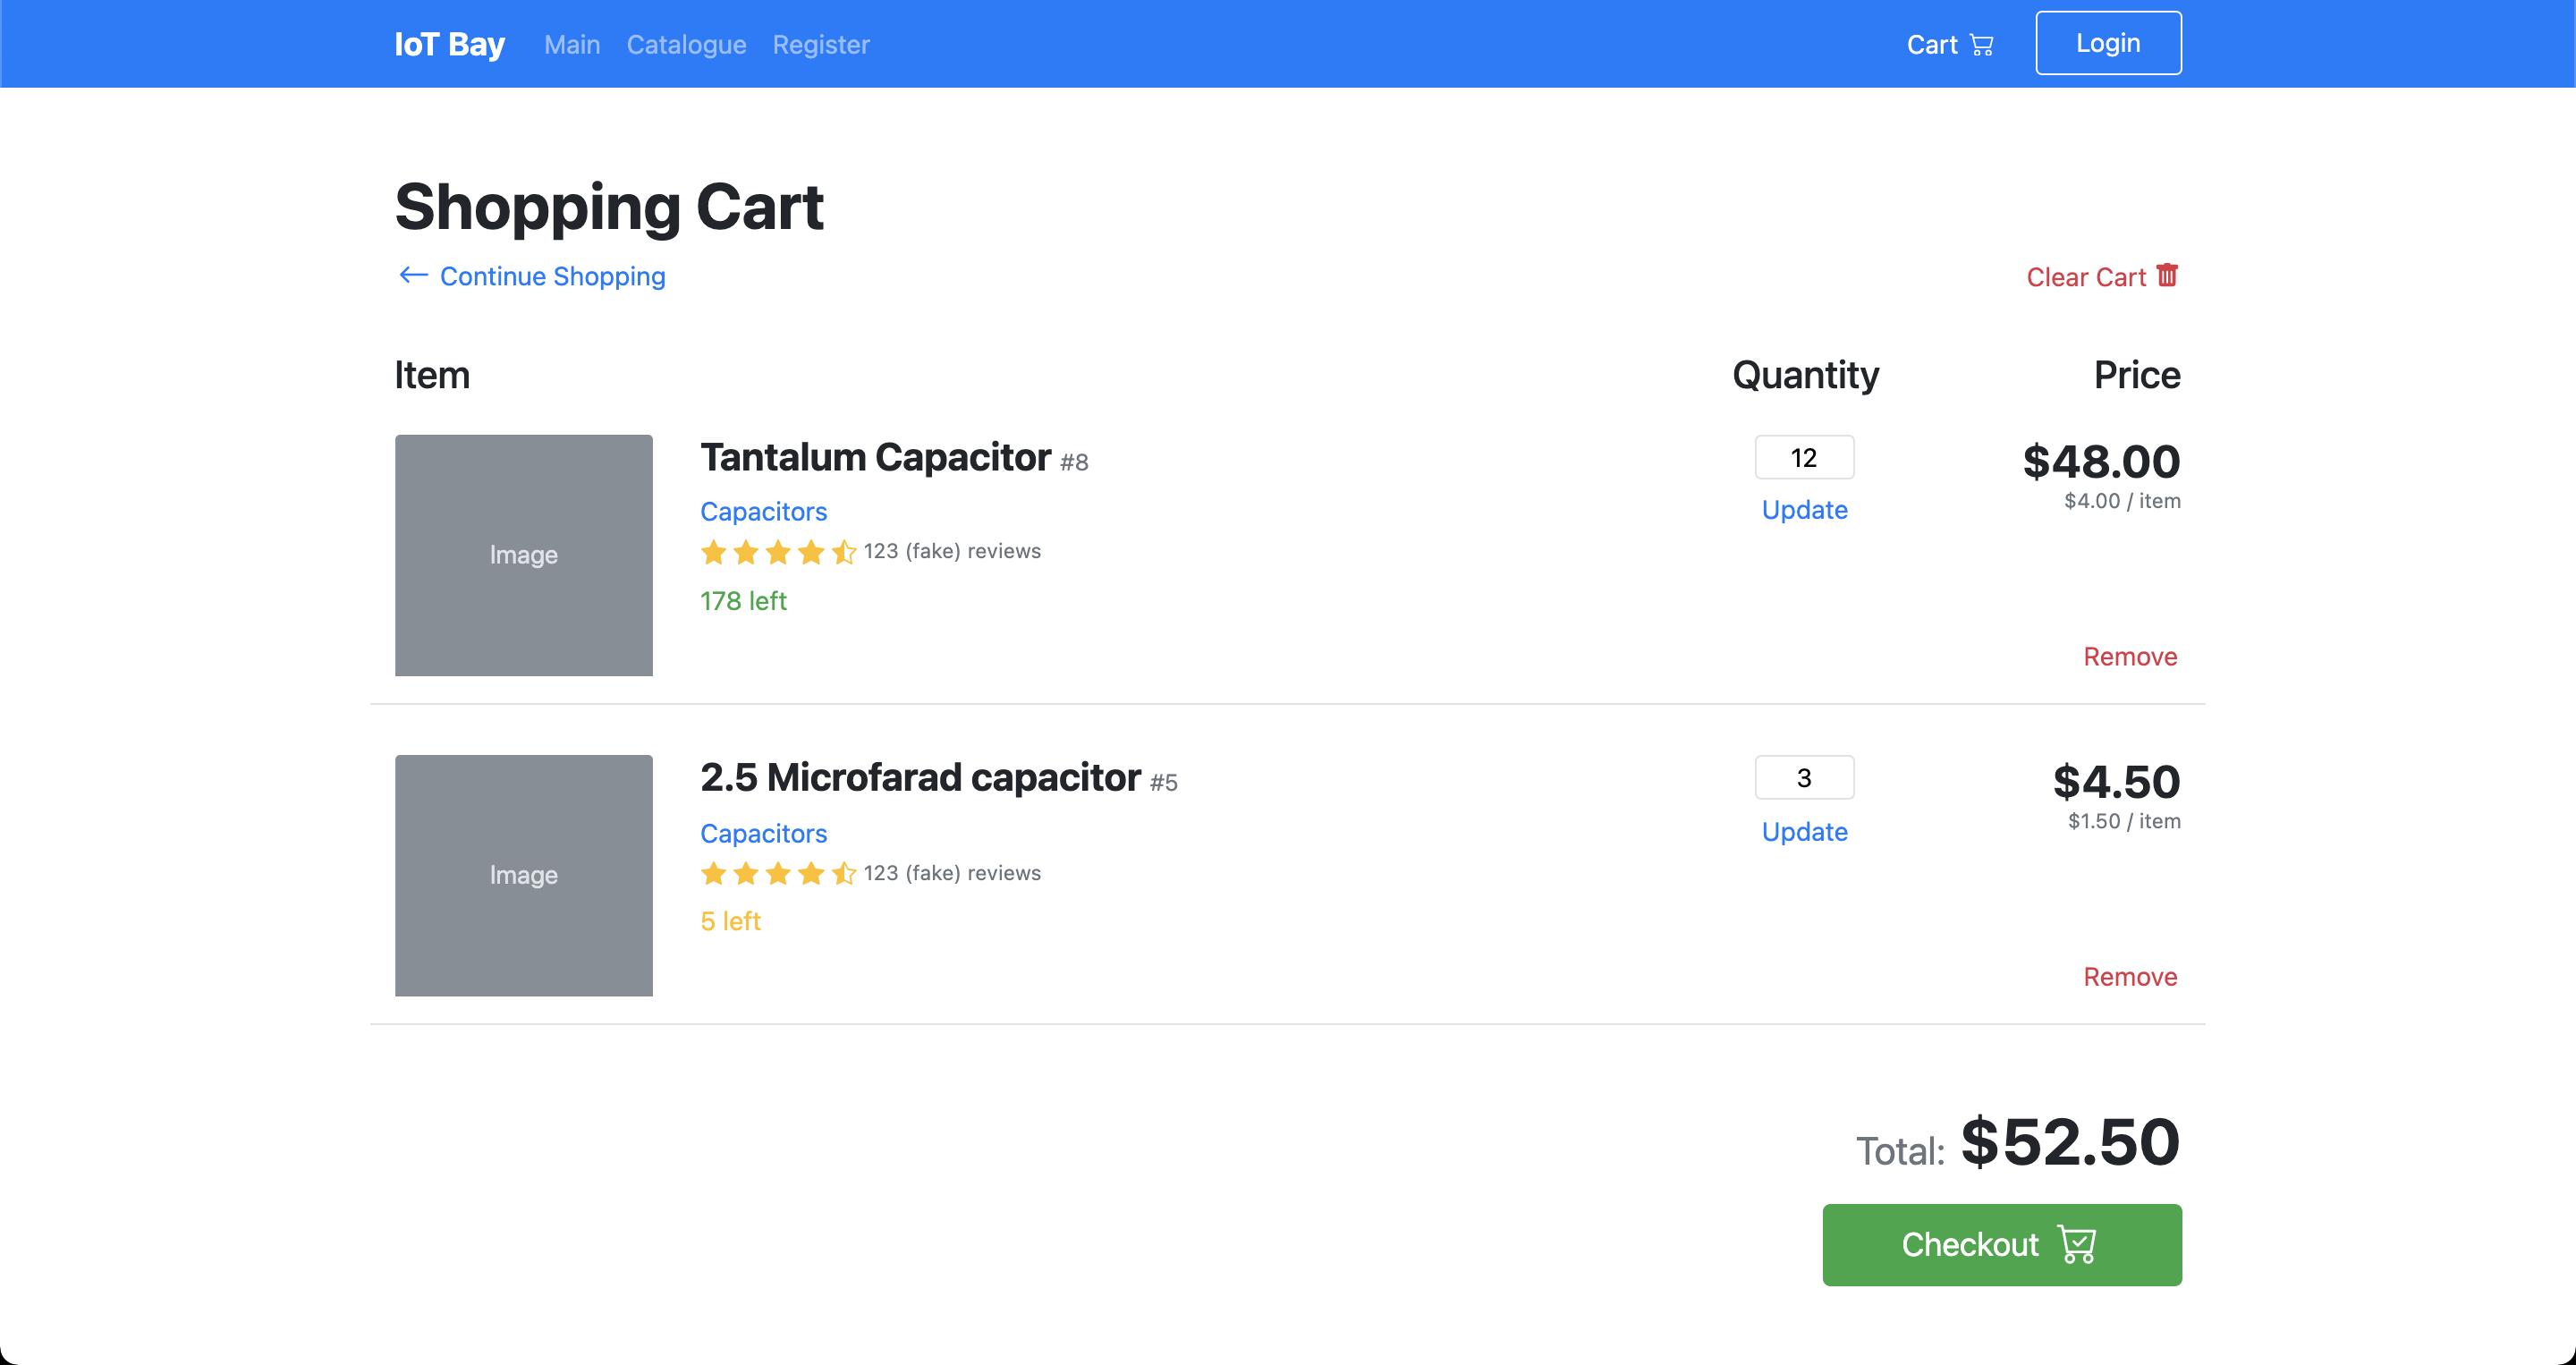 IoT Bay Main Catalogue Register Cart Login
Shopping Cart
Continue Shopping Clear Cart
Item Quantity Price
Image
Tantalum Capacitor #8
Capacitors
123 (fake) reviews
178 left
12
Update
$48.00
$4.00 / item
Remove
Image
2.5 Microfarad capacitor #5
Capacitors
123 (fake) reviews
5 left
3
Update
$4.50
$1.50 / item
Remove
Total: $52.50
Checkout